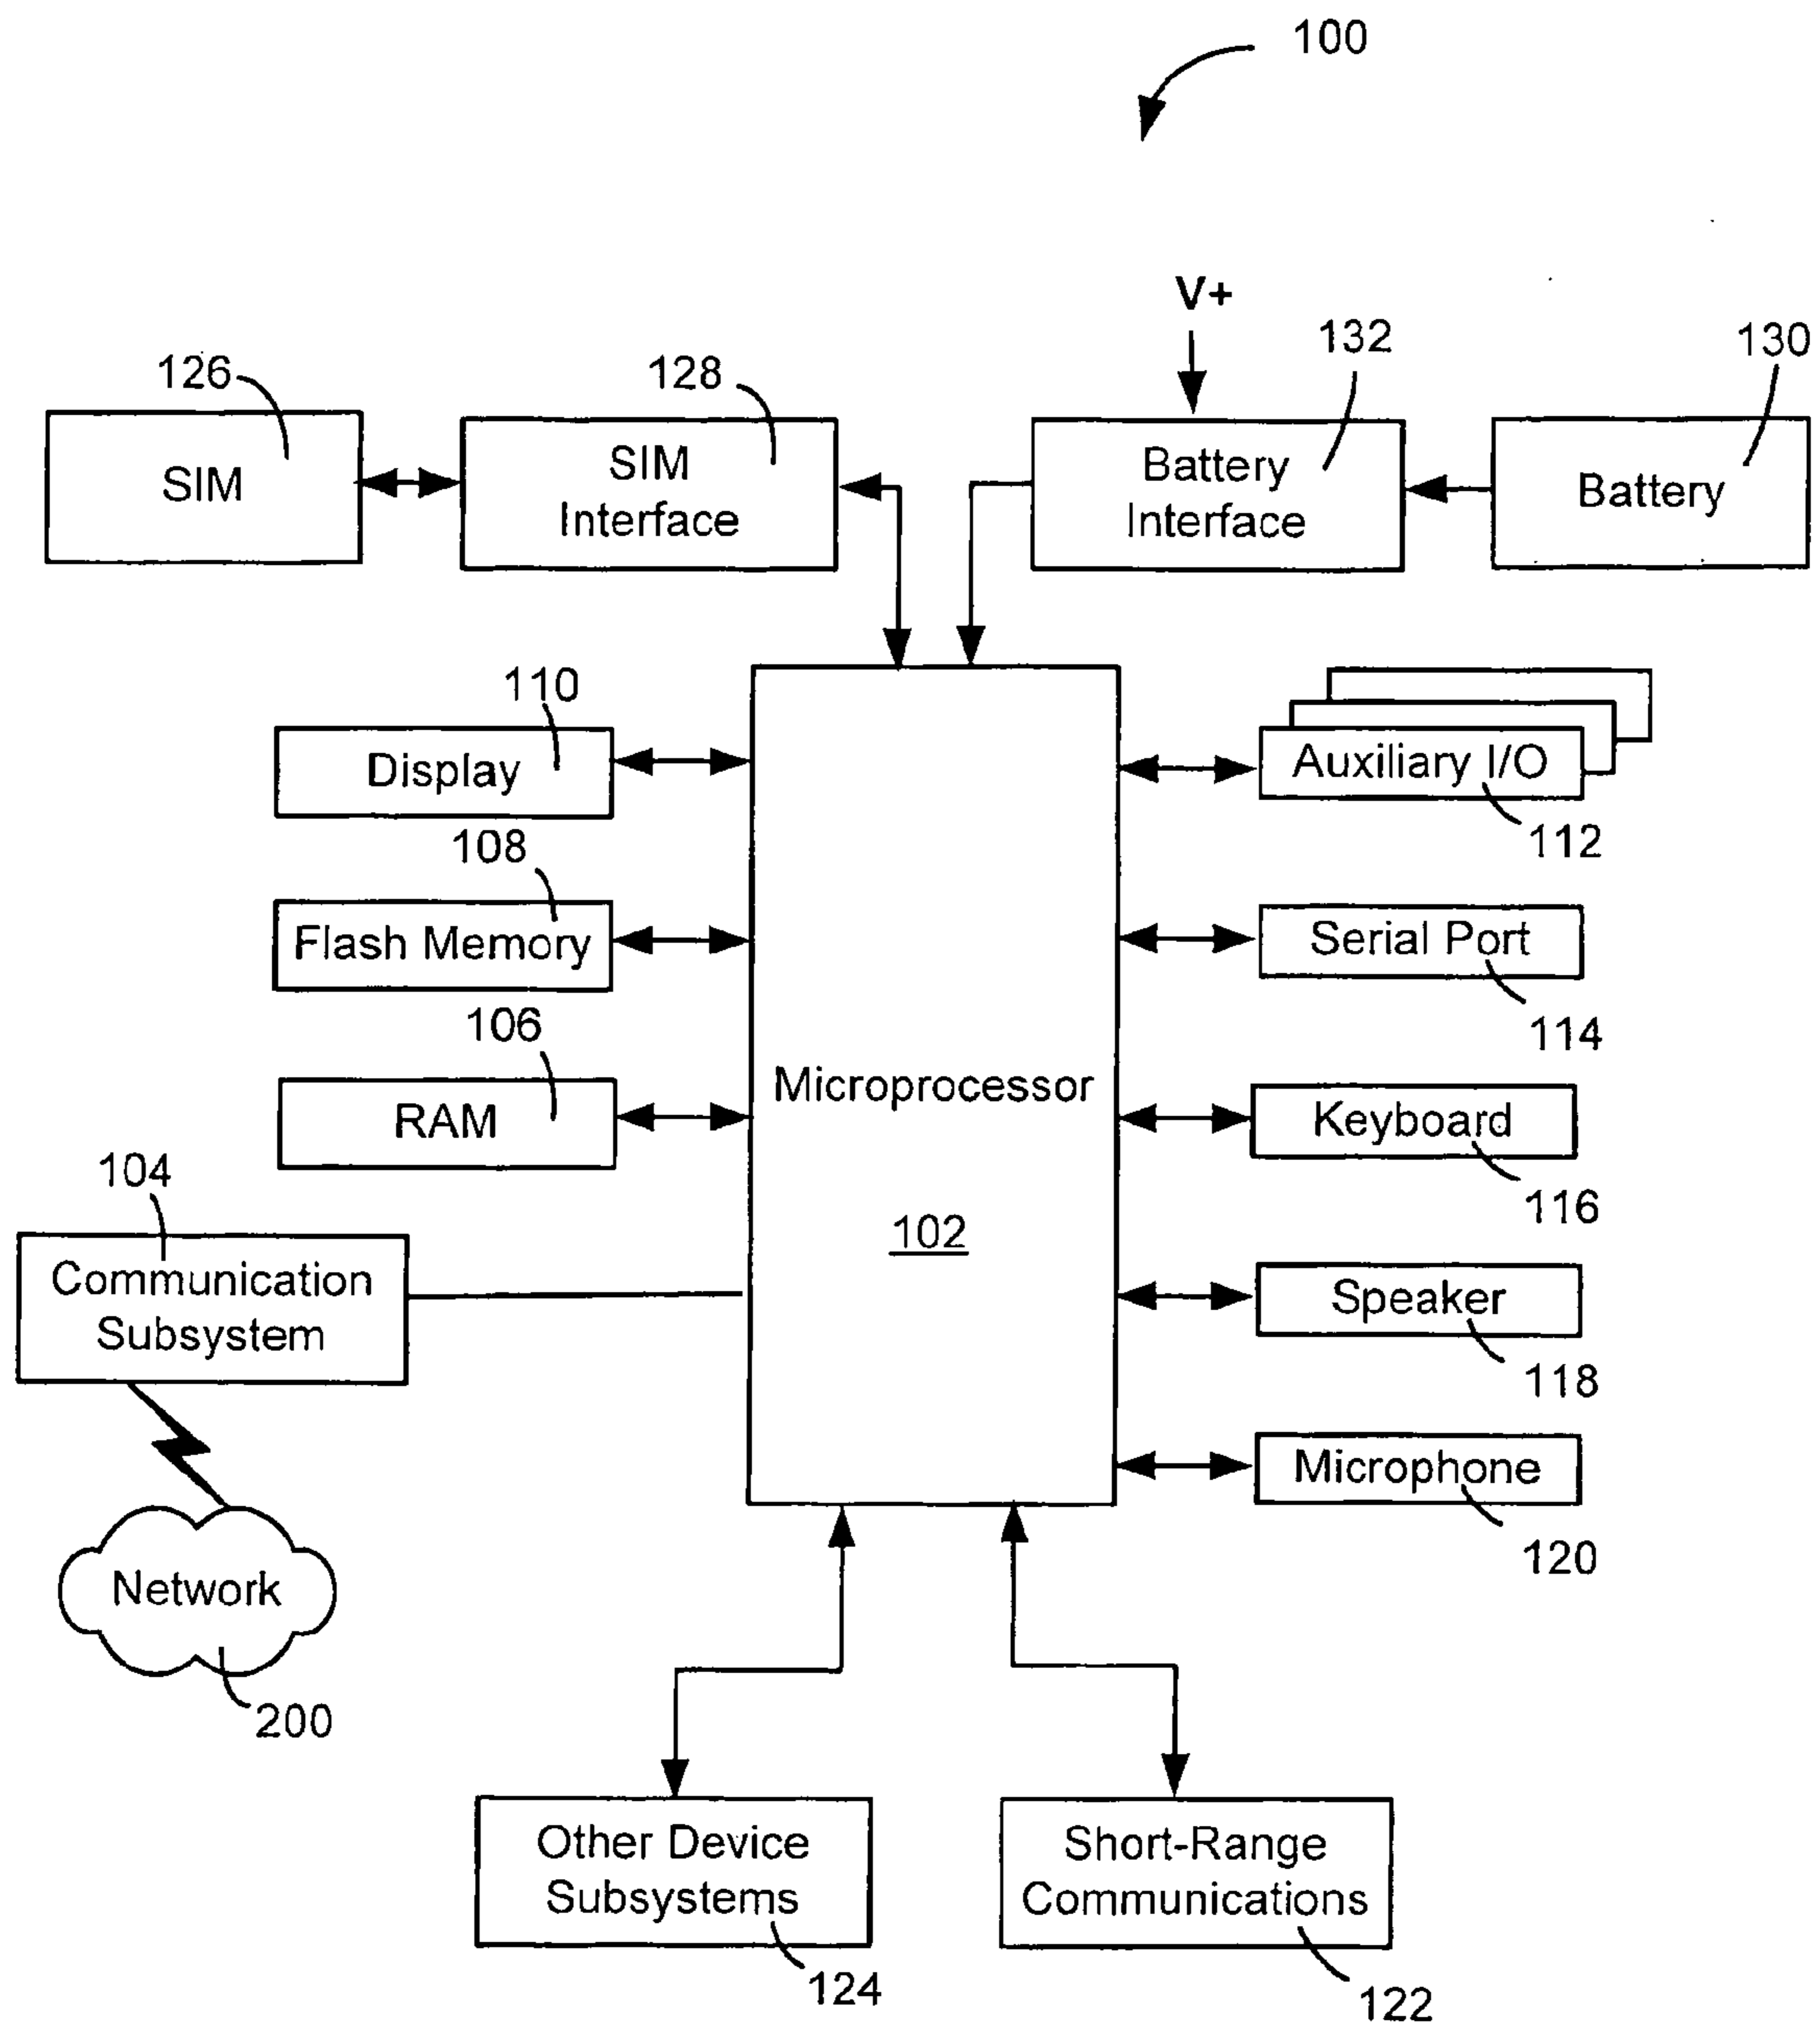 100
V+
132
130
126
128
SIM
SIM
Interface
Battery
Interface
Battery
110
Display
Auxiliary I/O
112
108
Flash Memory
Serial Port
114
106
RAM
Microprocessor
102
Keyboard
116
104
Communication
Subsystem
Speaker
118
Microphone
120
Network
200
Other Device
Subsystems
124
Short-Range
Communications
122